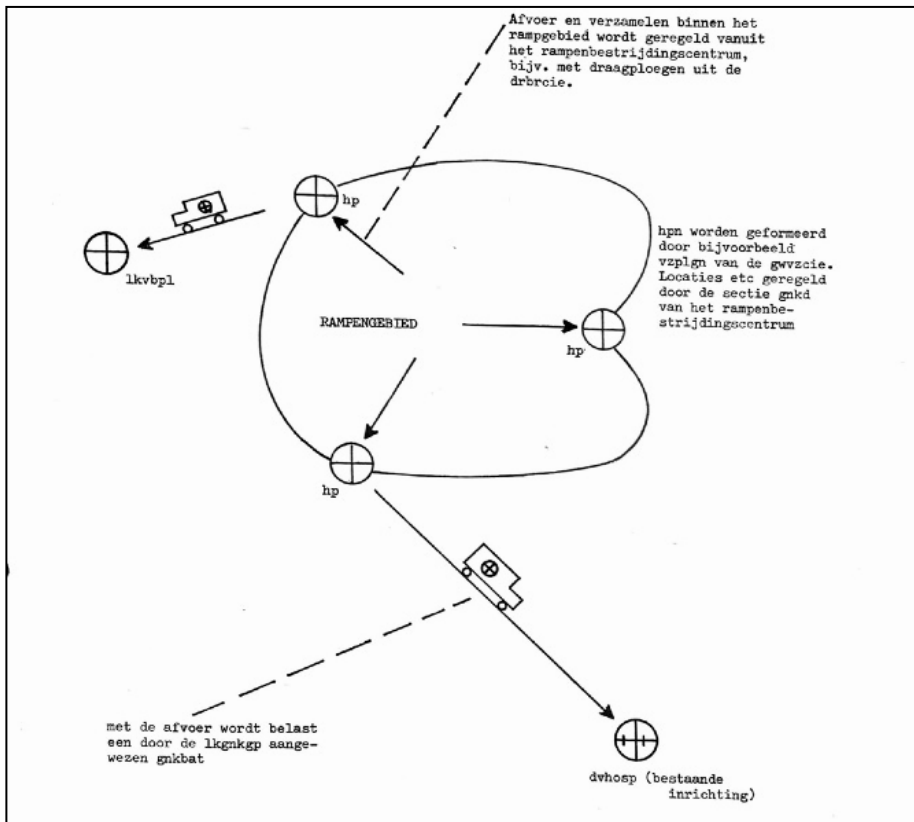 Afvoer en verzamelen binnen het
rampgebied wordt geregeld vanuit
het rampenbestrijdingscentrum,
bijv. met draagploegen uit de
drbrcie.
hp
lkvbpl
hpn worden geformeerd
door bijvoorbeeld
vzplgn van de gwvzcie.
Locaties etc geregeld
door de sectie gnkd
van het rampenbe-
strijdingscentrum
RAMPENGEBIED
hp
hp
met de afvoer wordt belast
een door de lkgnkgp aange-
wezen gnkbat
dvhosp (bestaande
inrichting)